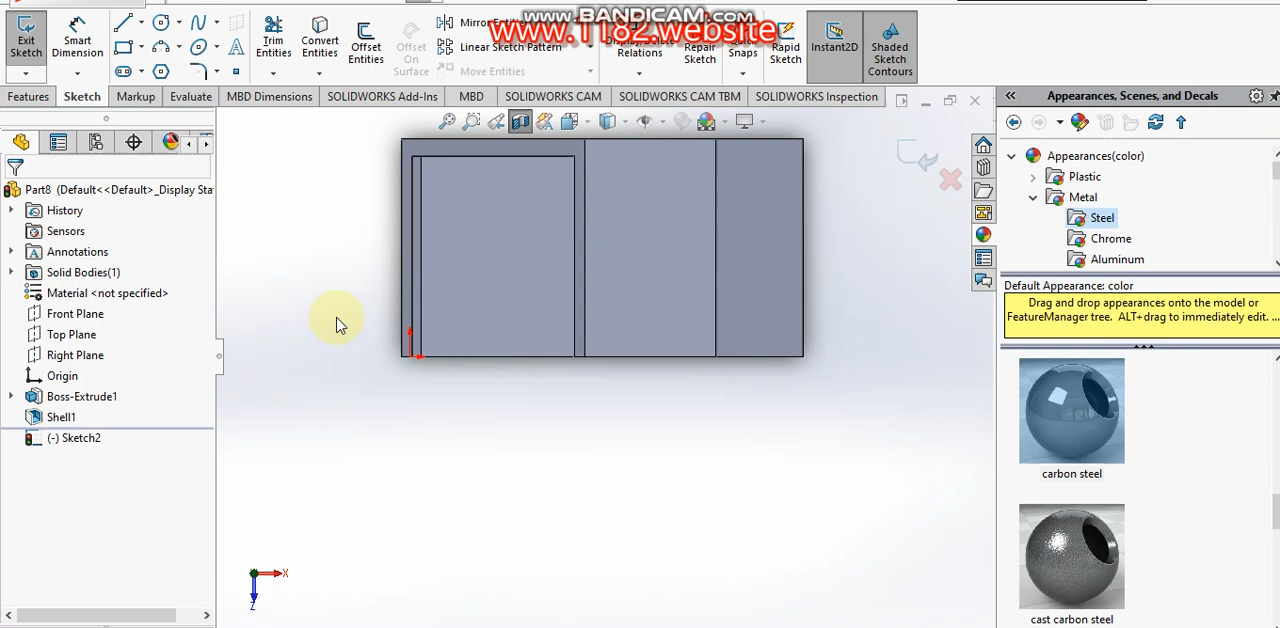 www.BANDICAM.com
www.1182.website
Exit Sketch
Smart Dimension
Trim Entities
Convert Entities
Offset Entities
Offset On Surface
Mirror Entities
Linear Sketch Pattern
Move Entities
Relations
Repair Sketch
Snaps
Rapid Sketch
Instant2D
Shaded Sketch Contours
Features
Sketch
Markup
Evaluate
MBD Dimensions
SOLIDWORKS Add-Ins
MBD
SOLIDWORKS CAM
SOLIDWORKS CAM TBM
SOLIDWORKS Inspection
Appearances, Scenes, and Decals
Part8 (Default<<Default>_Display Sta
History
Sensors
Annotations
Solid Bodies(1)
Material <not specified>
Front Plane
Top Plane
Right Plane
Origin
Boss-Extrude1
Shell1
(-) Sketch2
X
Z
Appearances(color)
Plastic
Metal
Steel
Chrome
Aluminum
Default Appearance: color
Drag and drop appearances onto the model or
FeatureManager tree. ALT+drag to immediately edit. ...
carbon steel
cast carbon steel